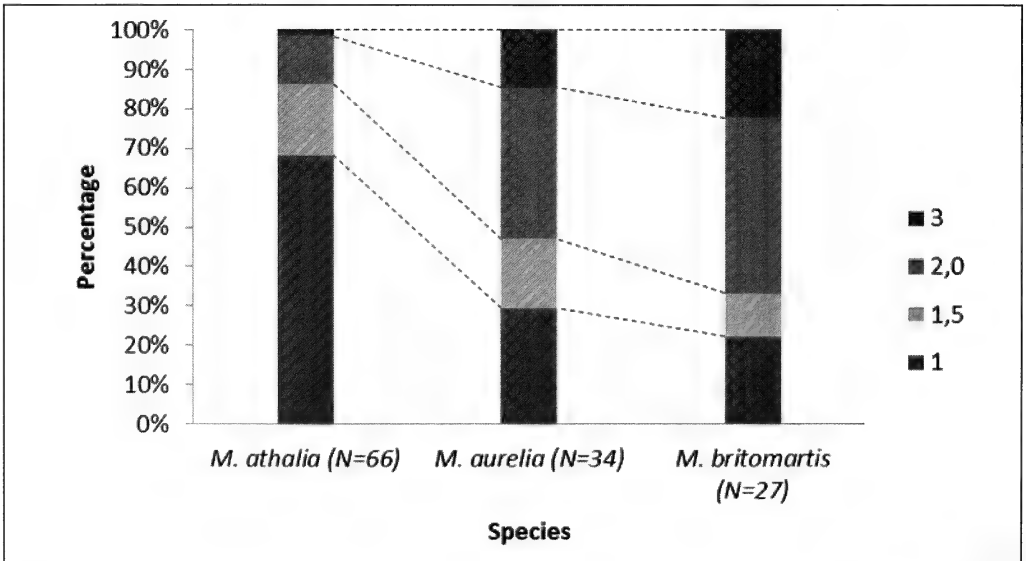 100%
90%
80%
70%
60%
50%
40%
30%
20%
10%
0%
Percentage
M. athalia (N=66)
M. aurelia (N=34)
M. britomartis
(N=27)
Species
3
2,0
1,5
1